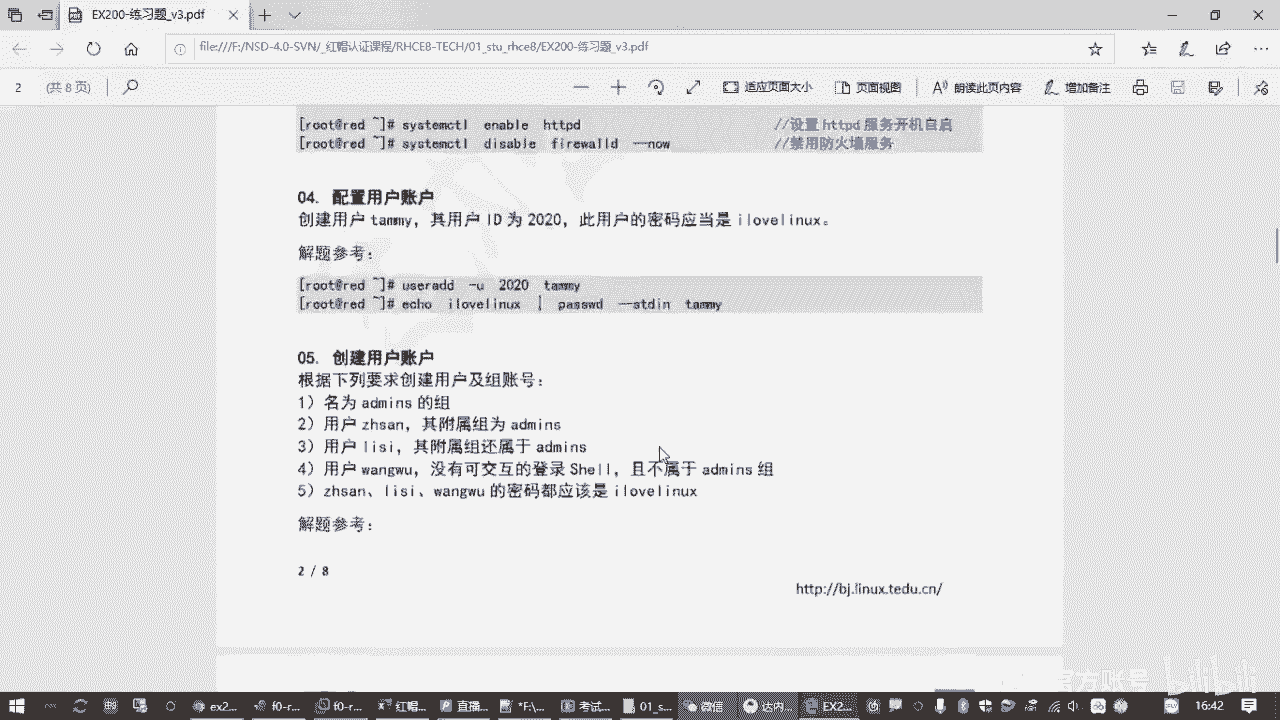 EX200-练习题_v3.pdf
file:///F:/NSD-4.0-SVN/_红帽认证课程/RHCE8-TECH/01_stu_rhce8/EX200-练习题_v3.pdf
2 (共 8 页) 适应页面大小 页面视图 朗读此页内容 增加备注
[root@red ~]# systemctl enable httpd //设置 httpd 服务开机自启
[root@red ~]# systemctl disable firewalld --now //禁用防火墙服务
04. 配置用户账户
创建用户 tammy，其用户 ID 为 2020，此用户的密码应当是 ilovelinux。
解题参考：
[root@red ~]# useradd -u 2020 tammy
[root@red ~]# echo ilovelinux | passwd --stdin tammy
05. 创建用户账户
根据下列要求创建用户及组账号：
1）名为 admins 的组
2）用户 zhsan，其附属组为 admins
3）用户 lisi，其附属组还属于 admins
4）用户 wangwu，没有可交互的登录 Shell，且不属于 admins 组
5）zhsan、lisi、wangwu 的密码都应该是 ilovelinux
解题参考：
2 / 8
http://bj.linux.tedu.cn/
ex2... f0-r... f0-r... 红帽... 直播... *F\... 考试... 01_s... 微信 达内... EX2... 英 16:42